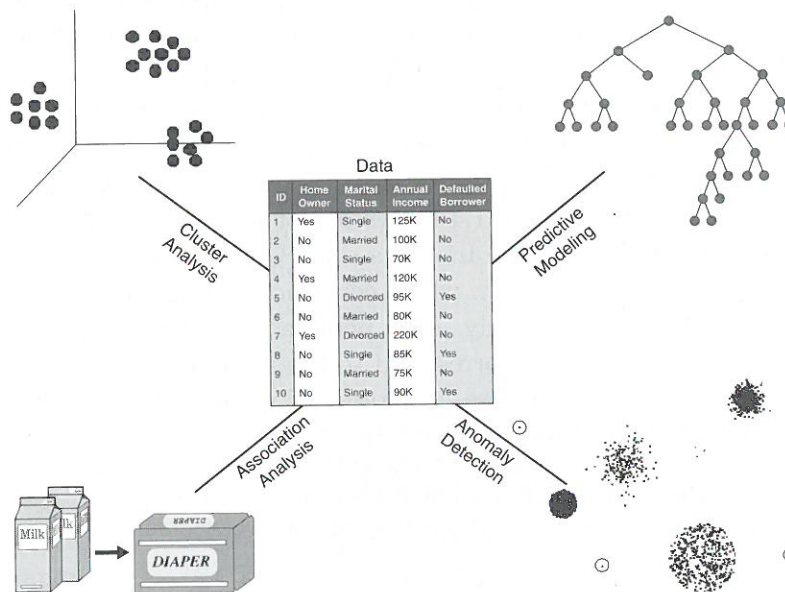 Data
ID Home Owner Marital Status Annual Income Defaulted Borrower
1 Yes Single 125K No
2 No Married 100K No
3 No Single 70K No
4 Yes Married 120K No
5 No Divorced 95K Yes
6 No Married 80K No
7 Yes Divorced 220K No
8 No Single 85K Yes
9 No Married 75K No
10 No Single 90K Yes
Cluster
Analysis
Predictive
Modeling
Association
Analysis
Anomaly
Detection
Milk
lk
DIAPER
DIAPER